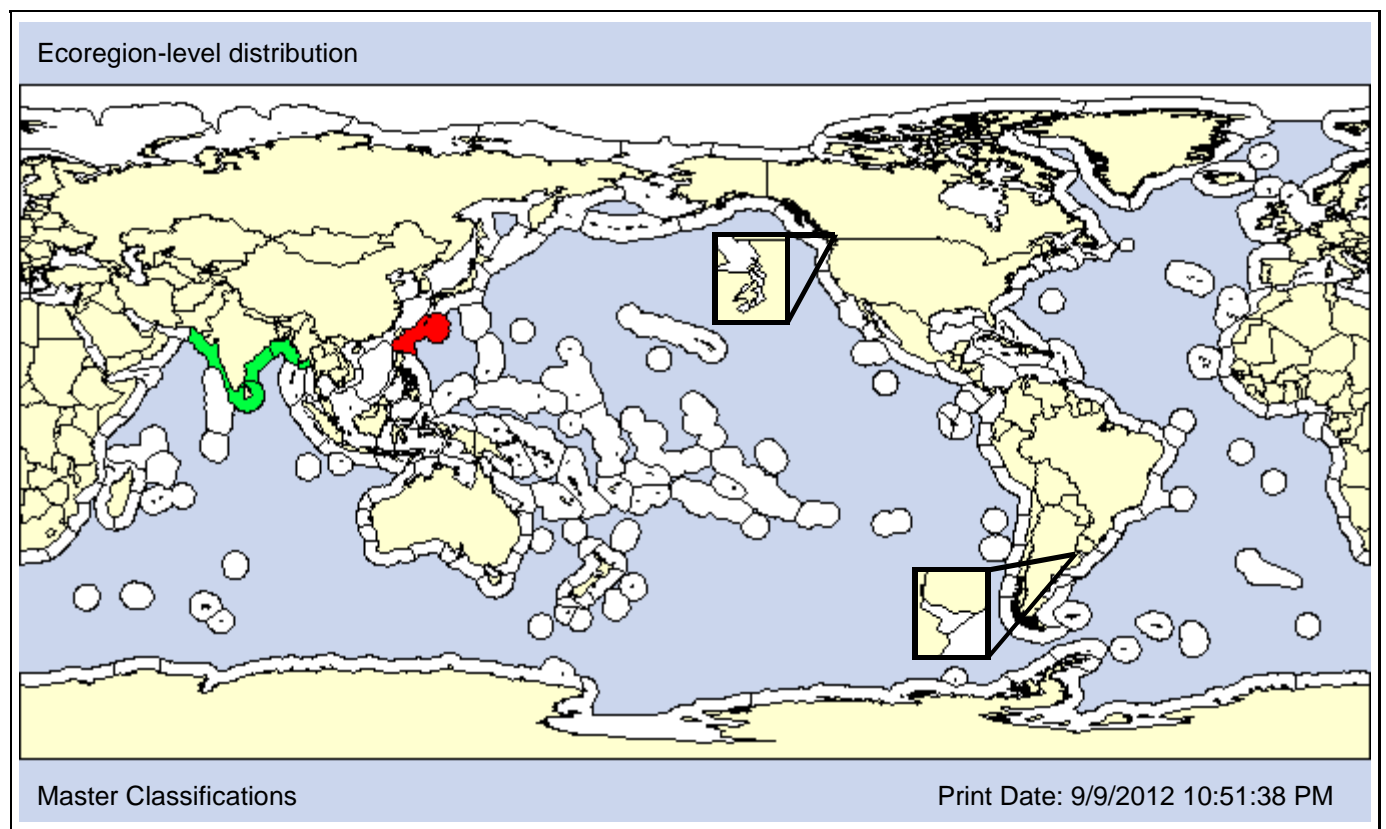 Ecoregion-level distribution
Master Classifications
Print Date: 9/9/2012 10:51:38 PM